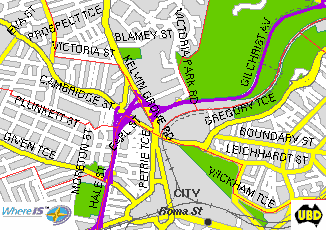 PROSPECT TCE
BLAMEY ST
VICTORIA ST
VICTORIA PARK RD
GILCHRIST AV
KELVIN GROVE RD
CAMBRIDGE ST
PLUNKETT ST
GREGORY TCE
BOUNDARY ST
GIVEN TCE
MORETON ST
HALE ST
PETRIE TCE
LEICHHARDT ST
WICKHAM TCE
CITY
Roma St
WhereIS
UBD